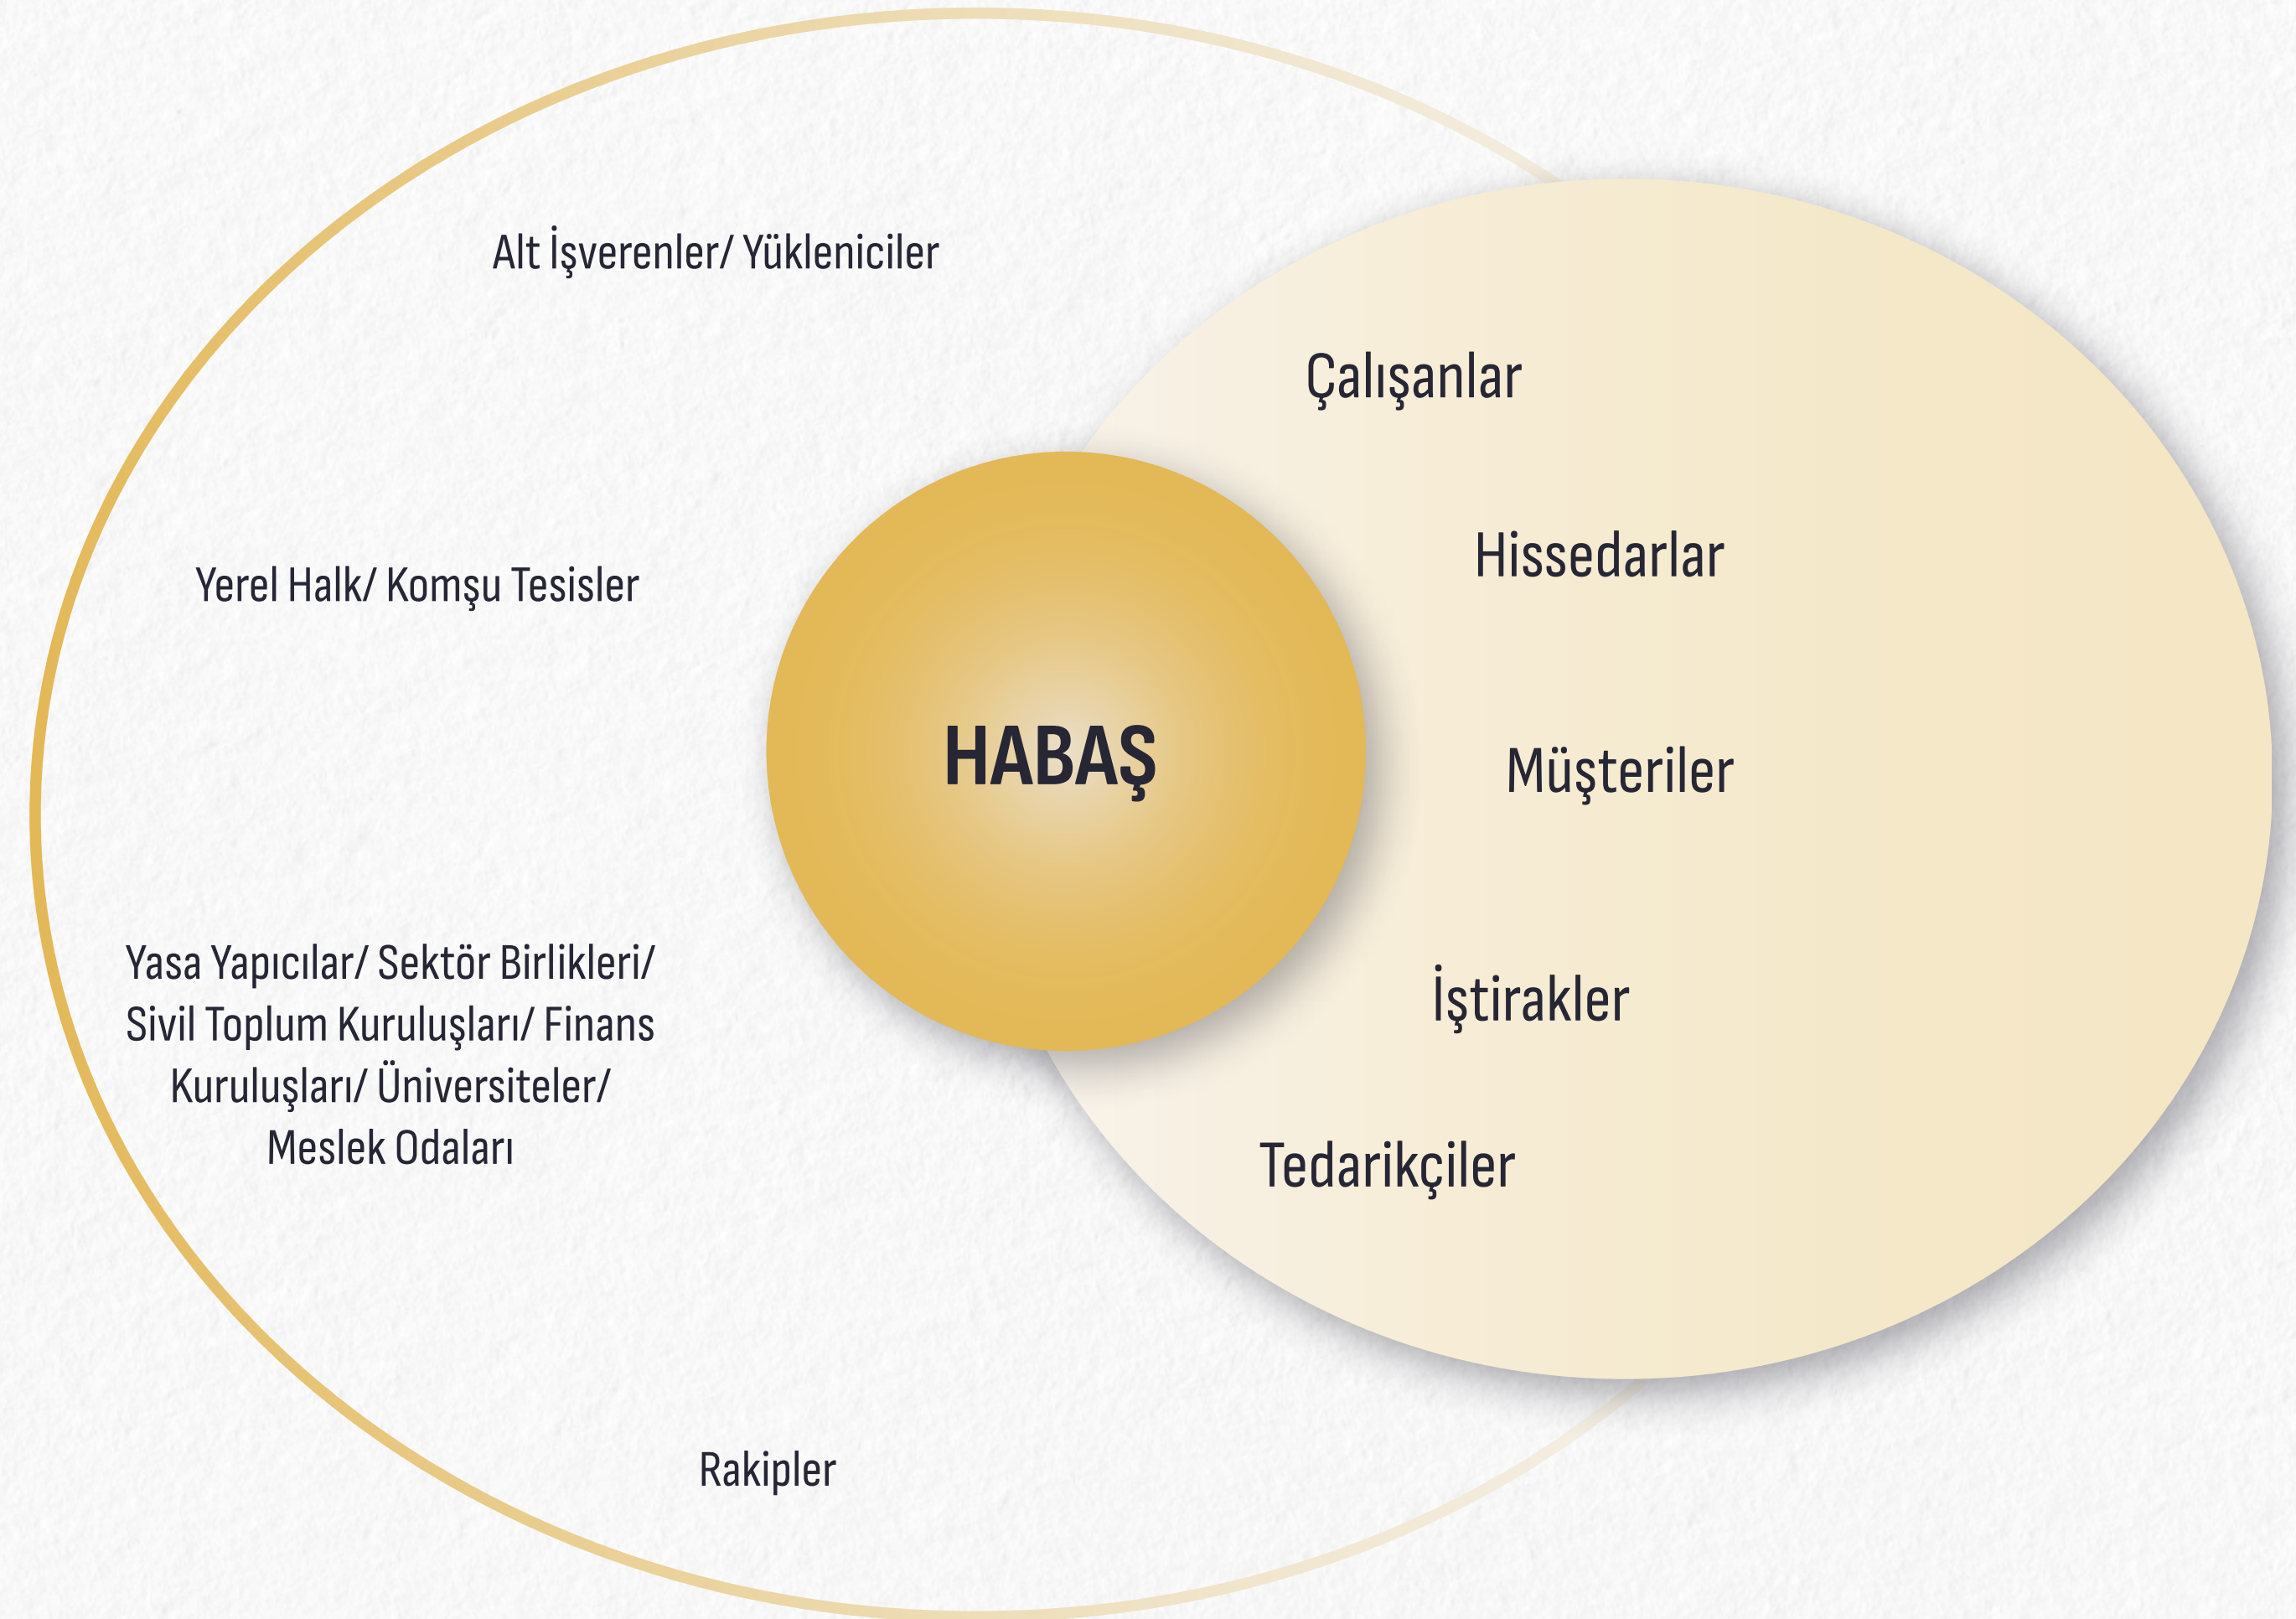 Alt İşverenler/ Yükleniciler
Çalışanlar
Hissedarlar
Yerel Halk/ Komşu Tesisler
HABAŞ
Müşteriler
Yasa Yapıcılar/ Sektör Birlikleri/
Sivil Toplum Kuruluşları/ Finans
Kuruluşları/ Üniversiteler/
Meslek Odaları
İştirakler
Tedarikçiler
Rakipler